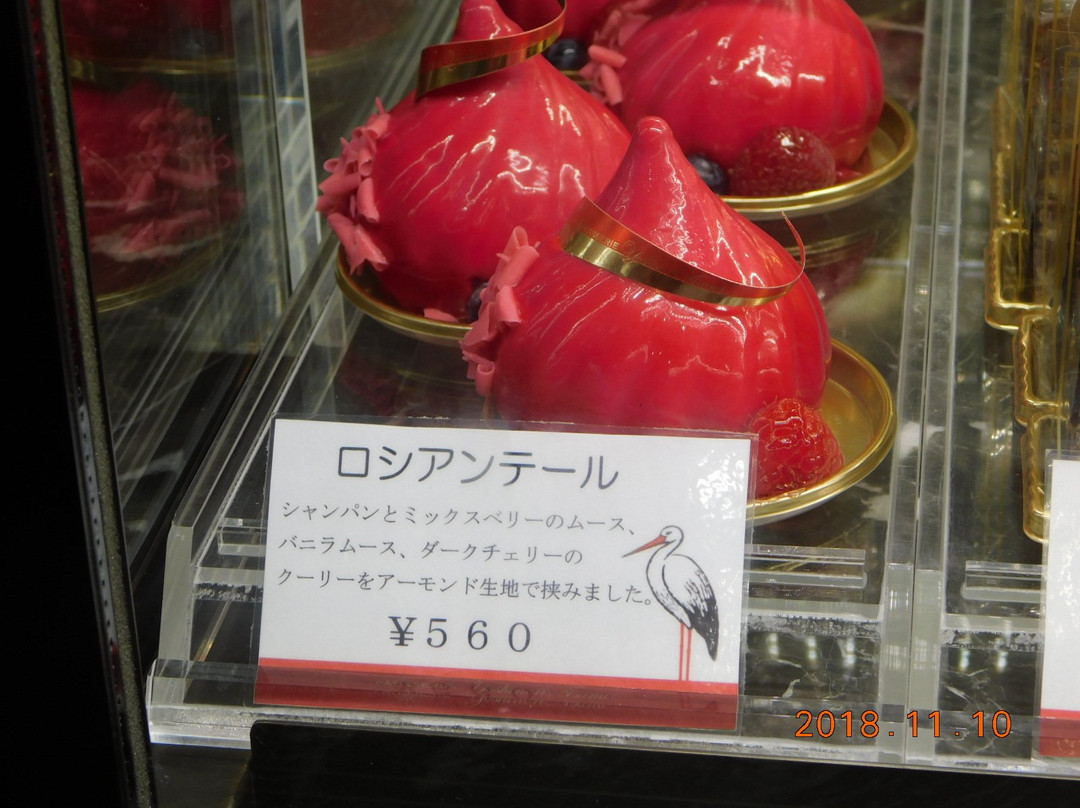 ロシアンテール
シャンパンとミックスベリーのムース、
バニラムース、ダークチェリーの
クーリーをアーモンド生地で挟みました。
¥560
2018.11.10